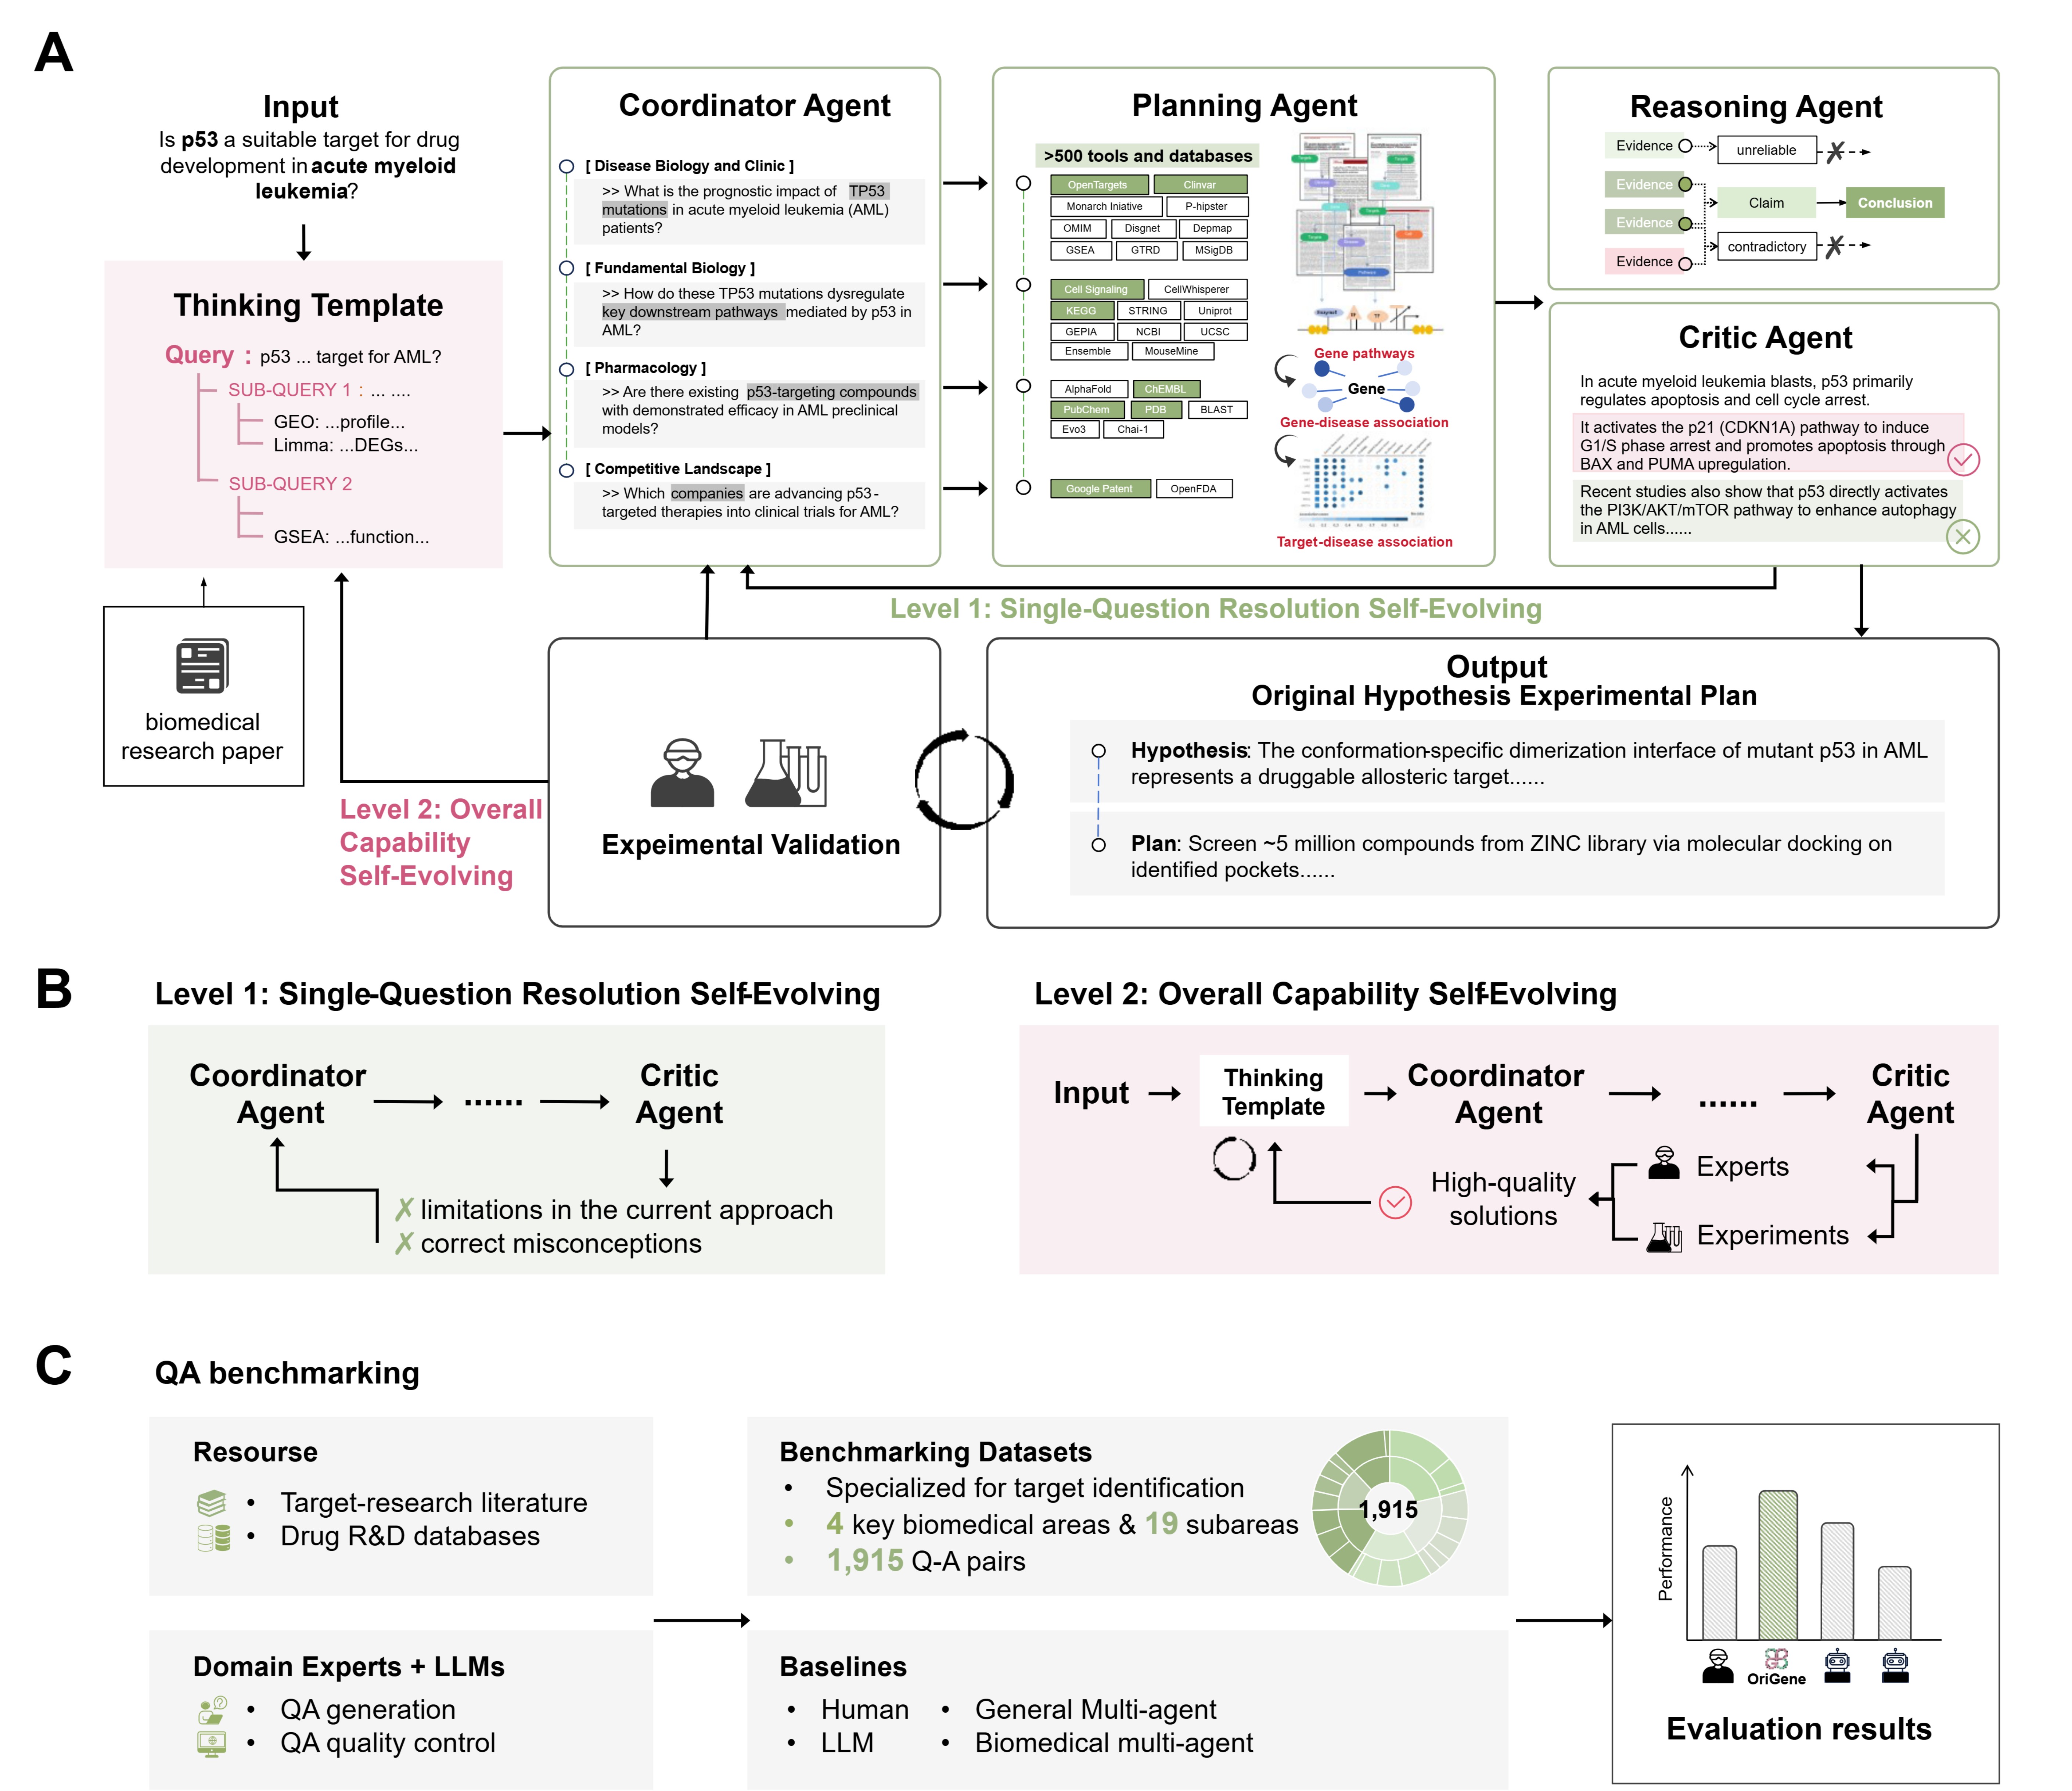 A
Input
Is p53 a suitable target for drug
development in acute myeloid
leukemia?
Thinking Template
Query : p53 ... target for AML?
SUB-QUERY 1 : ... ....
GEO: ...profile...
Limma: ...DEGs...
SUB-QUERY 2
GSEA: ...function...
biomedical
research paper
Coordinator Agent
[ Disease Biology and Clinic ]
>> What is the prognostic impact of TP53
mutations in acute myeloid leukemia (AML)
patients?
[ Fundamental Biology ]
>> How do these TP53 mutations dysregulate
key downstream pathways mediated by p53 in
AML?
[ Pharmacology ]
>> Are there existing p53-targeting compounds
with demonstrated efficacy in AML preclinical
models?
[ Competitive Landscape ]
>> Which companies are advancing p53-
targeted therapies into clinical trials for AML?
Planning Agent
>500 tools and databases
OpenTargets Clinvar
Monarch Iniative P-hipster
OMIM Disgnet Depmap
GSEA GTRD MSigDB
Cell Signaling CellWhisperer
KEGG STRING Uniprot
GEPIA NCBI UCSC
Ensemble MouseMine
AlphaFold ChEMBL
PubChem PDB BLAST
Evo3 Chai-1
Google Patent OpenFDA
Gene pathways
Gene
Gene-disease association
Target-disease association
Reasoning Agent
Evidence unreliable
Evidence
Claim Conclusion
Evidence
contradictory
Evidence
Critic Agent
In acute myeloid leukemia blasts, p53 primarily
regulates apoptosis and cell cycle arrest.
It activates the p21 (CDKN1A) pathway to induce
G1/S phase arrest and promotes apoptosis through
BAX and PUMA upregulation.
Recent studies also show that p53 directly activates
the PI3K/AKT/mTOR pathway to enhance autophagy
in AML cells......
Level 1: Single-Question Resolution Self-Evolving
Level 2: Overall
Capability
Self-Evolving
Expeimental Validation
Output
Original Hypothesis Experimental Plan
Hypothesis: The conformation-specific dimerization interface of mutant p53 in AML
represents a druggable allosteric target......
Plan: Screen ~5 million compounds from ZINC library via molecular docking on
identified pockets......
B
Level 1: Single-Question Resolution Self-Evolving
Coordinator
Agent
......
Critic
Agent
✗ limitations in the current approach
✗ correct misconceptions
Level 2: Overall Capability Self-Evolving
Input
Thinking
Template
Coordinator
Agent
......
Critic
Agent
High-quality
solutions
Experts
Experiments
C
QA benchmarking
Resourse
• Target-research literature
• Drug R&D databases
Domain Experts + LLMs
• QA generation
• QA quality control
Benchmarking Datasets
• Specialized for target identification
• 4 key biomedical areas & 19 subareas
• 1,915 Q-A pairs
1,915
Baselines
• Human • General Multi-agent
• LLM • Biomedical multi-agent
Performance
OriGene
Evaluation results